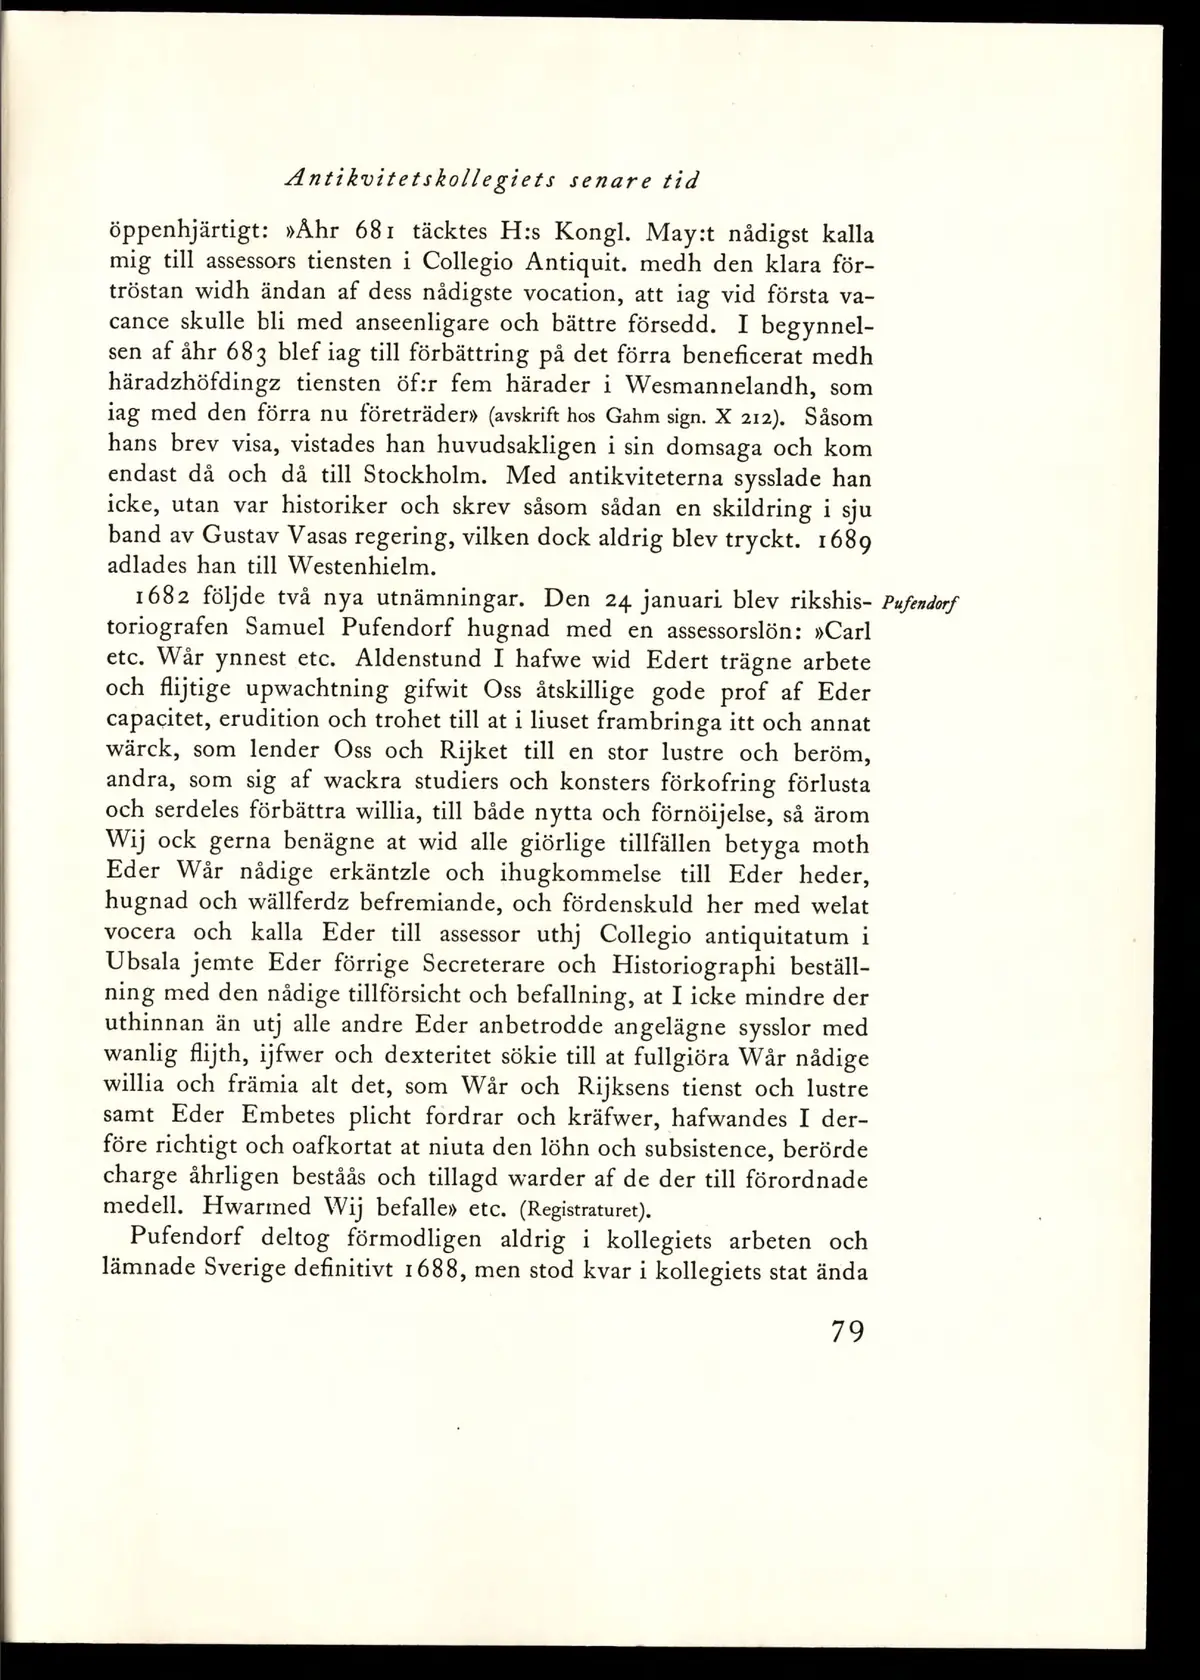 Antikvitetskollegiets senare tid
öppenhjärtigt: »Åhr 681 täcktes H:s Kongl. May:t nådigst kalla
mig till assessors tiensten i Collegio Antiquit. medh den klara för-
tröstan widh ändan af dess nådigste vocation, att iag vid första va-
cance skulle bli med anseenligare och bättre försedd. I begynnel-
sen af åhr 683 blef iag till förbättring på det förra beneficerat medh
häradzhöfdingz tiensten öf:r fem härader i Wesmannelandh, som
iag med den förra nu företräder» (avskrift hos Gahm sign. X 212). Såsom
hans brev visa, vistades han huvudsakligen i sin domsaga och kom
endast då och då till Stockholm. Med antikviteterna sysslade han
icke, utan var historiker och skrev såsom sådan en skildring i sju
band av Gustav Vasas regering, vilken dock aldrig blev tryckt. 1689
adlades han till Westenhielm.
1682 följde två nya utnämningar. Den 24 januari blev rikshis- Pufendorf
toriografen Samuel Pufendorf hugnad med en assessorslön: »Carl
etc. Wår ynnest etc. Aldenstund I hafwe wid Edert trägne arbete
och flijtige upwachtning gifwit Oss åtskillige gode prof af Eder
capacitet, erudition och trohet till at i liuset frambringa itt och annat
wärck, som lender Oss och Rijket till en stor lustre och beröm,
andra, som sig af wackra studiers och konsters förkofring förlusta
och serdeles förbättra willia, till både nytta och förnöijelse, så ärom
Wij ock gerna benägne at wid alle giörlige tillfällen betyga moth
Eder Wår nådige erkäntzle och ihugkommelse till Eder heder,
hugnad och wällferdz befremiande, och fördenskuld her med welat
vocera och kalla Eder till assessor uthj Collegio antiquitatum i
Ubsala jemte Eder förrige Secreterare och Historiographi beställ-
ning med den nådige tillförsicht och befallning, at I icke mindre der
uthinnan än utj alle andre Eder anbetrodde angelägne sysslor med
wanlig flijth, ijfwer och dexteritet sökie till at fullgiöra Wår nådige
willia och främia alt det, som Wår och Rijksens tienst och lustre
samt Eder Embetes plicht fordrar och kräfwer, hafwandes I der-
före richtigt och oafkortat at niuta den löhn och subsistence, berörde
charge åhrligen beståås och tillagd warder af de der till förordnade
medell. Hwarmed Wij befalle» etc. (Registraturet).
Pufendorf deltog förmodligen aldrig i kollegiets arbeten och
lämnade Sverige definitivt 1688, men stod kvar i kollegiets stat ända
79